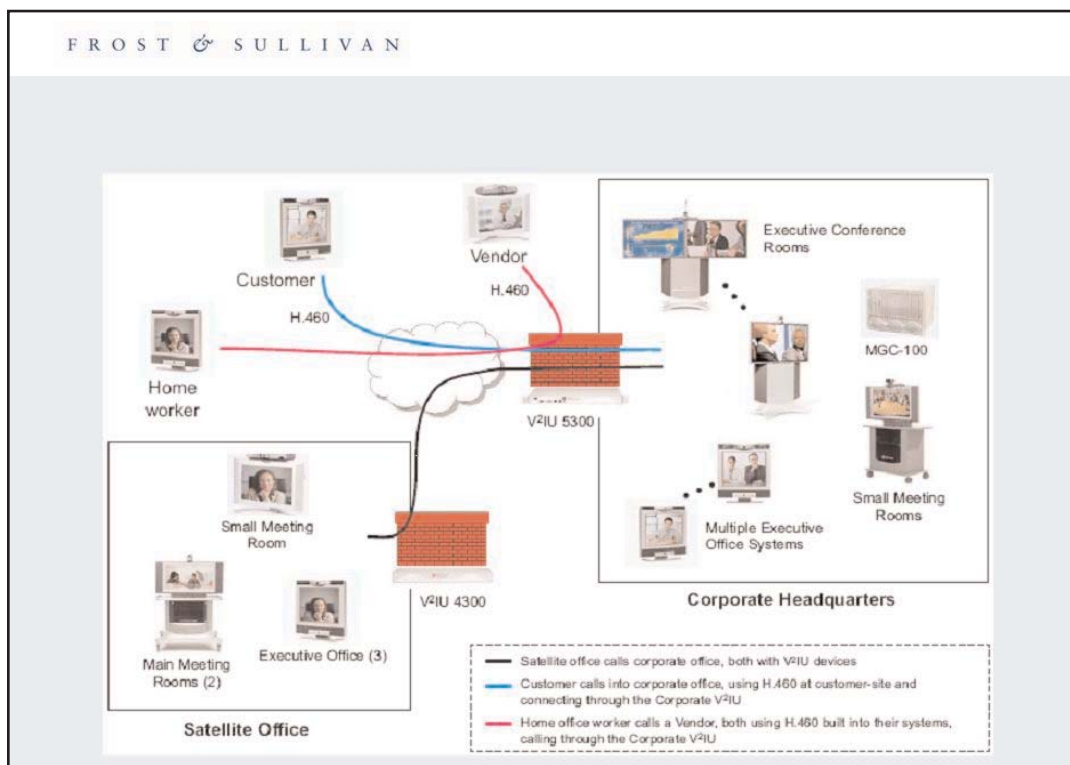 FROST & SULLIVAN
Customer
H.460
Vendor
H.460
Home
worker
V²IU 5300
Executive Conference
Rooms
MGC-100
Small Meeting
Rooms
Multiple Executive
Office Systems
Corporate Headquarters
Small Meeting
Room
V²IU 4300
Main Meeting
Rooms (2)
Executive Office (3)
Satellite Office
Satellite office calls corporate office, both with V²IU devices
Customer calls into corporate office, using H.460 at customer-site and
connecting through the Corporate V²IU
Home office worker calls a Vendor, both using H.460 built into their systems,
calling through the Corporate V²IU